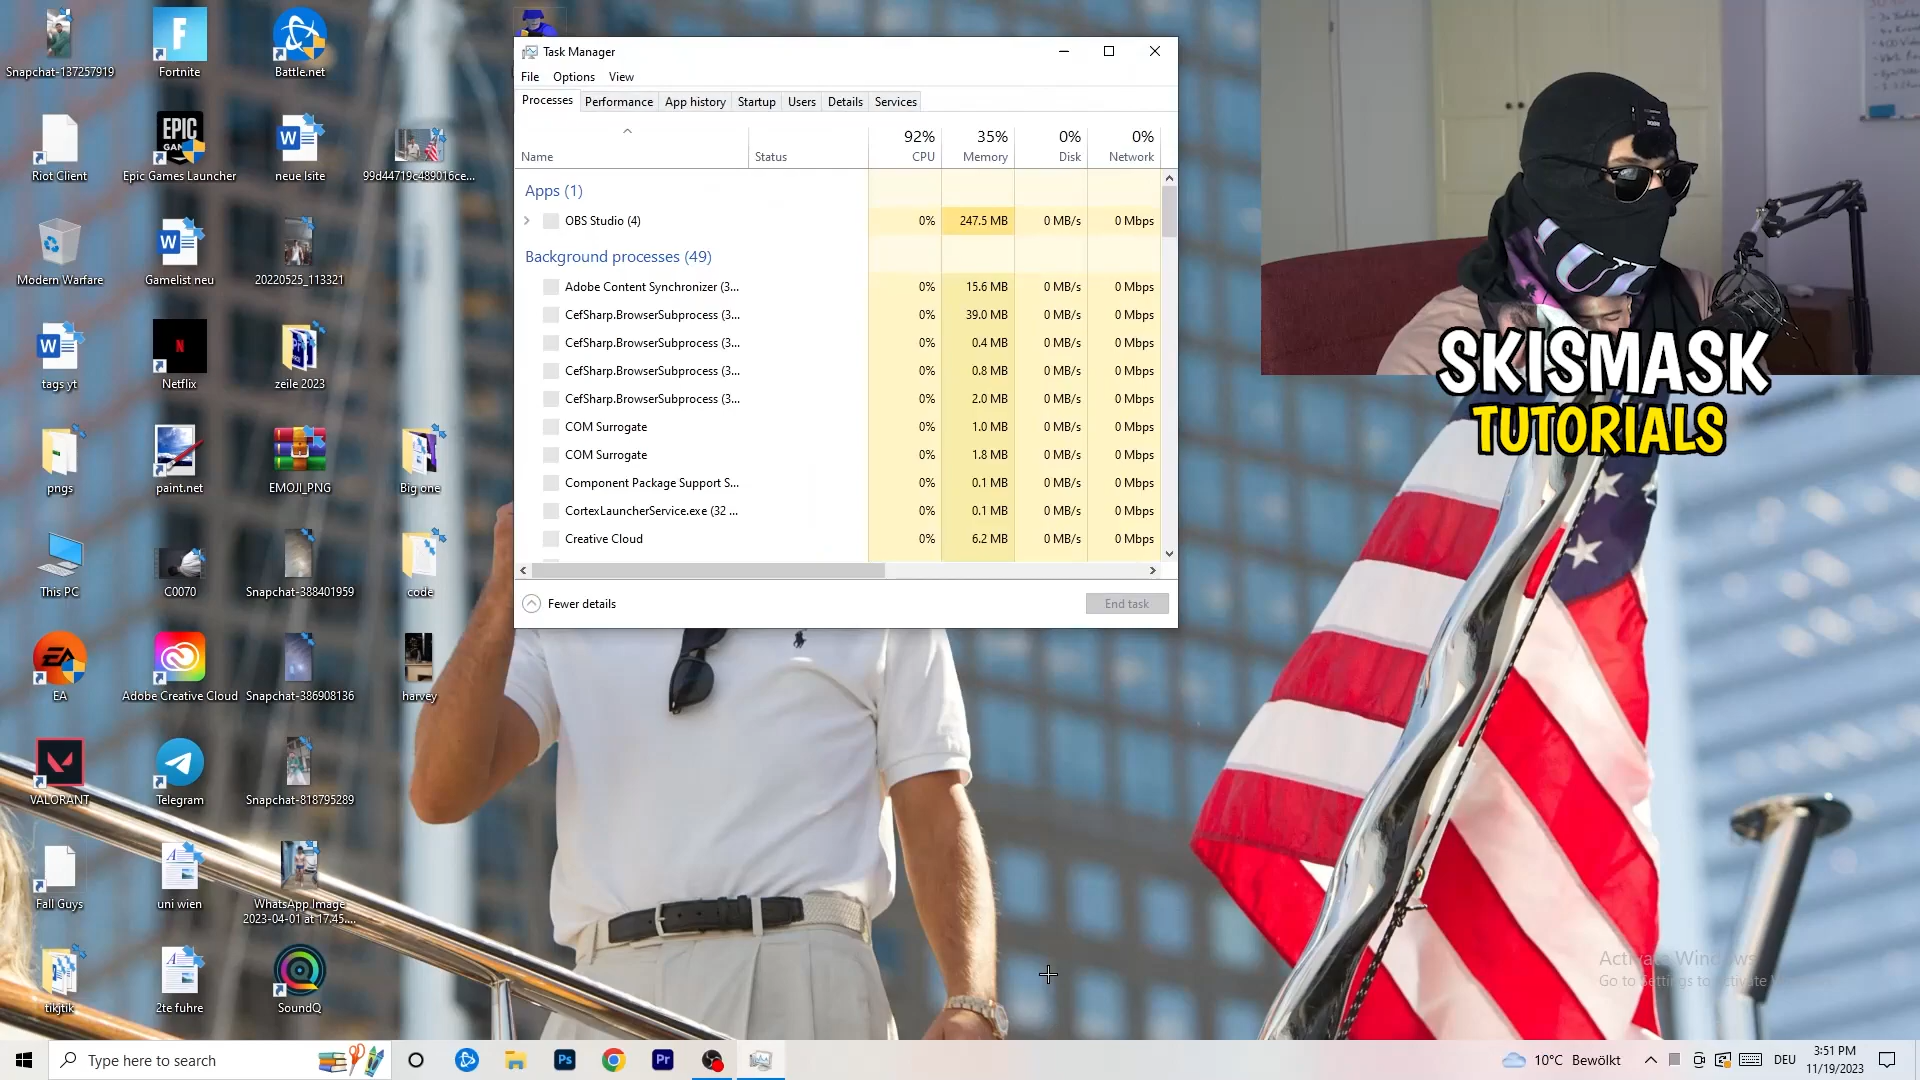 Snapchat-137257919
Fortnite
Battle.net
Riot Client
EPIC
Epic Games Launcher
neue lsite
99d44719c489016ce...
Modern Warfare
Gamelist neu
20220525_113321
tags yt
Netflix
zeile 2023
pngs
paint.net
EMOJI_PNG
Big one
This PC
C0070
Snapchat-388401959
code
EA
Adobe Creative Cloud
Snapchat-386908136
harvey
VALORANT
Telegram
Snapchat-818795289
Fall Guys
uni wien
WhatsApp Image
2023-04-01 at 17.45....
tikjtik
2te fuhre
SoundQ
Task Manager
File Options View
Processes Performance App history Startup Users Details Services
92% 35% 0% 0%
Name Status CPU Memory Disk Network
Apps (1)
OBS Studio (4) 0% 247.5 MB 0 MB/s 0 Mbps
Background processes (49)
Adobe Content Synchronizer (3... 0% 15.6 MB 0 MB/s 0 Mbps
CefSharp.BrowserSubprocess (3... 0% 39.0 MB 0 MB/s 0 Mbps
CefSharp.BrowserSubprocess (3... 0% 0.4 MB 0 MB/s 0 Mbps
CefSharp.BrowserSubprocess (3... 0% 0.8 MB 0 MB/s 0 Mbps
CefSharp.BrowserSubprocess (3... 0% 2.0 MB 0 MB/s 0 Mbps
COM Surrogate 0% 1.0 MB 0 MB/s 0 Mbps
COM Surrogate 0% 1.8 MB 0 MB/s 0 Mbps
Component Package Support S... 0% 0.1 MB 0 MB/s 0 Mbps
CortexLauncherService.exe (32 ... 0% 0.1 MB 0 MB/s 0 Mbps
Creative Cloud 0% 6.2 MB 0 MB/s 0 Mbps
Fewer details End task
SKISMASK
TUTORIALS
Activate Windows
Go to Settings to activate
Type here to search
Ps
Pr
10°C Bewölkt
DEU
3:51 PM
11/19/2023